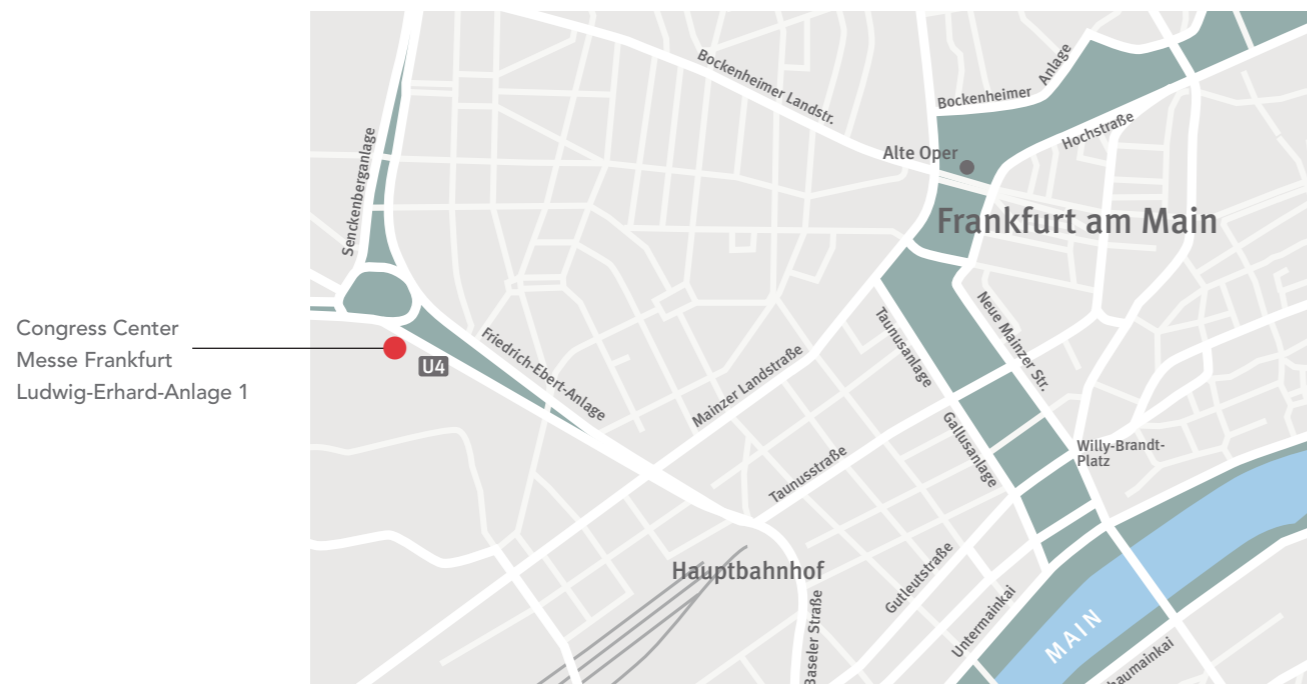 Bockenheimer Landstr.
Bockenheimer
Anlage
Hochstraße
Alte Oper
Senckenberganlage
Frankfurt am Main
Congress Center
Messe Frankfurt
Ludwig-Erhard-Anlage 1
U4
Friedrich-Ebert-Anlage
Mainzer Landstraße
Taunusanlage
Neue Mainzer Str.
Gallusanlage
Willy-Brandt-
Platz
Taunusstraße
Hauptbahnhof
Gutleutstraße
Untermainkai
Baseler Straße
MAIN
haumainkai